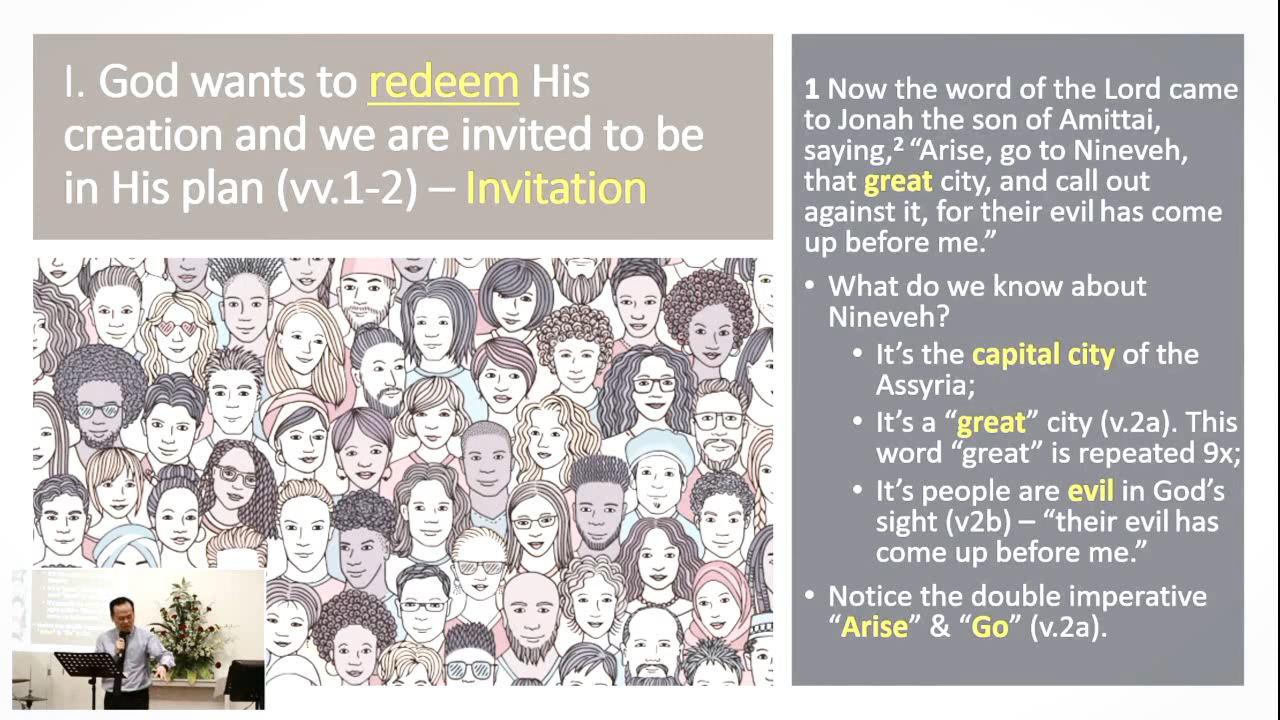 I. God wants to redeem His
creation and we are invited to be
in His plan (vv.1-2) – Invitation
1 Now the word of the Lord came
to Jonah the son of Amittai,
saying,² “Arise, go to Nineveh,
that great city, and call out
against it, for their evil has come
up before me.”
• What do we know about
Nineveh?
• It’s the capital city of the
Assyria;
• It’s a “great” city (v.2a). This
word “great” is repeated 9x;
• It’s people are evil in God’s
sight (v2b) – “their evil has
come up before me.”
• Notice the double imperative
“Arise” & “Go” (v.2a).